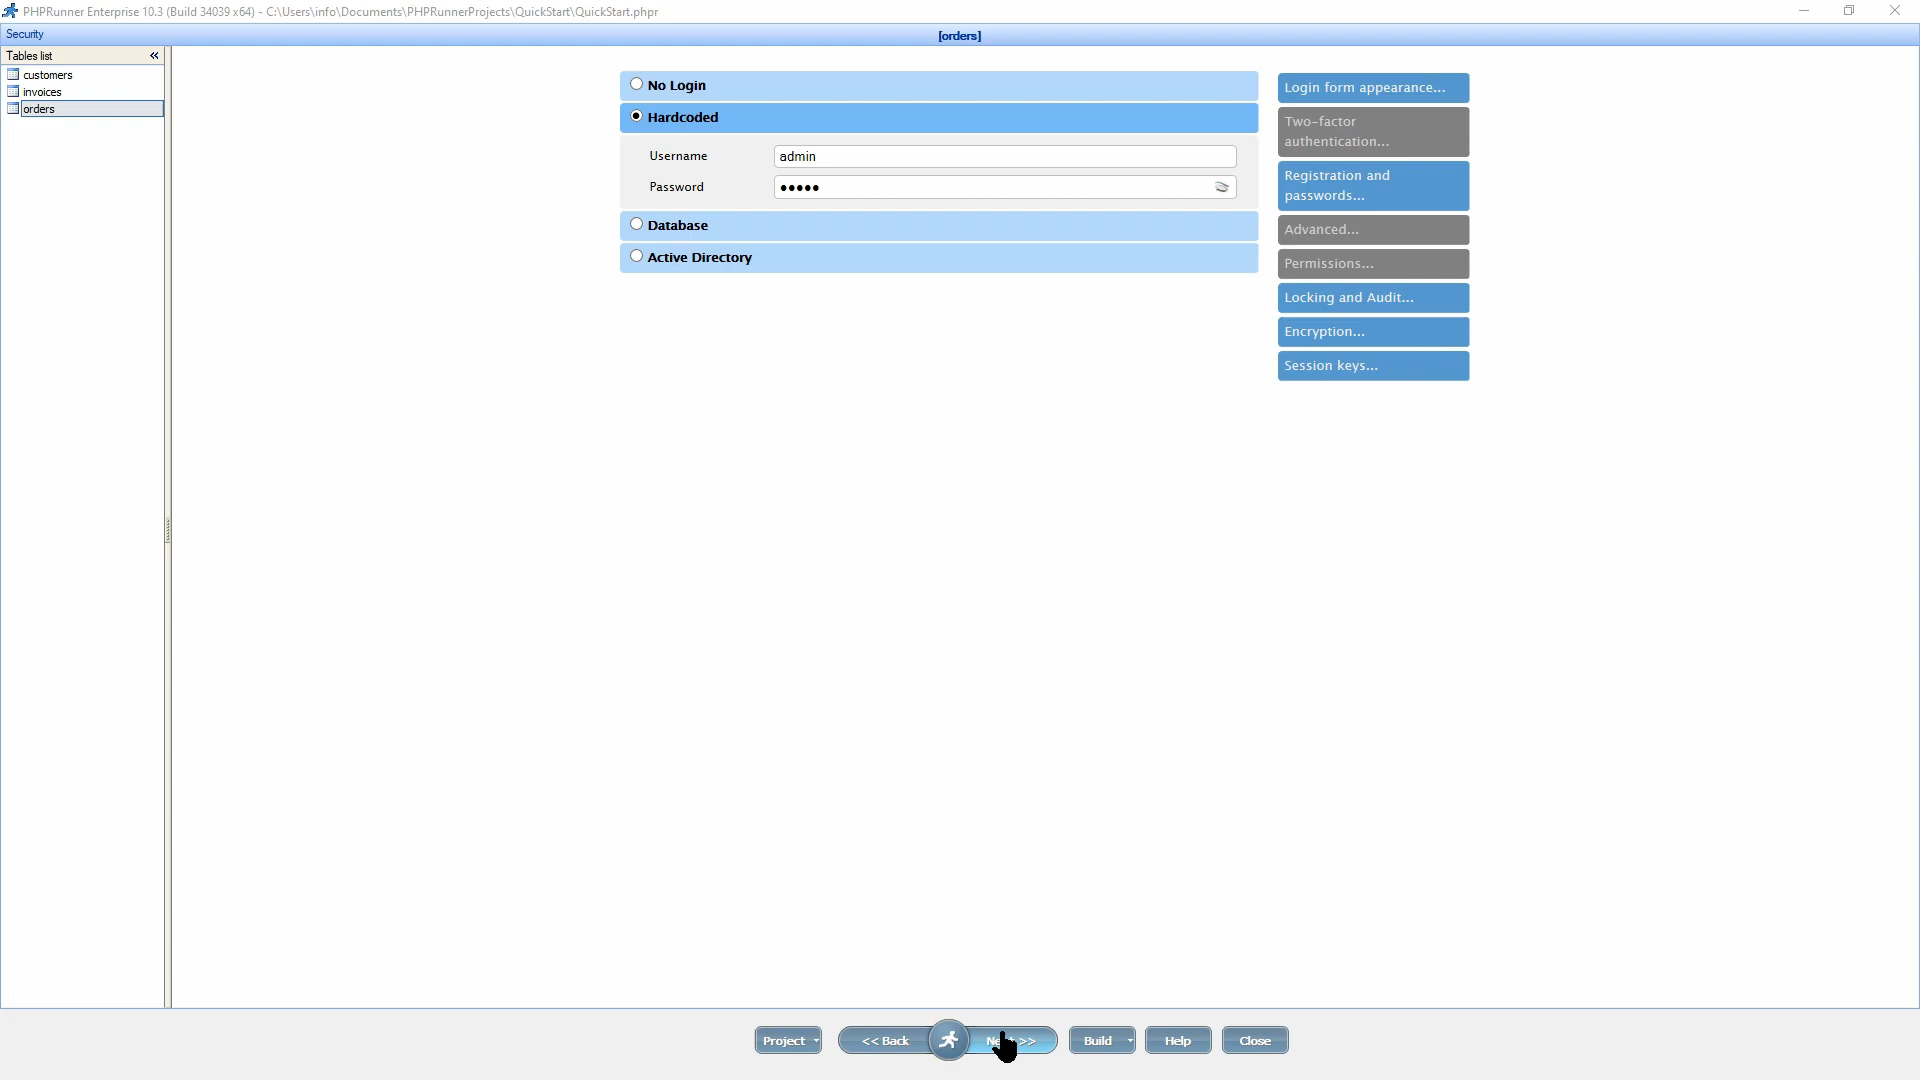 PHPRunner Enterprise 10.3 (Build 34039 x64) - C:\Users\info\Documents\PHPRunnerProjects\QuickStart\QuickStart.phpr
Security
[orders]
Tables list
customers
invoices
orders
No Login
Hardcoded
Username
admin
Password
Database
Active Directory
Login form appearance...
Two-factor
authentication...
Registration and
passwords...
Advanced...
Permissions...
Locking and Audit...
Encryption...
Session keys...
Project
<< Back
>>
Build
Help
Close